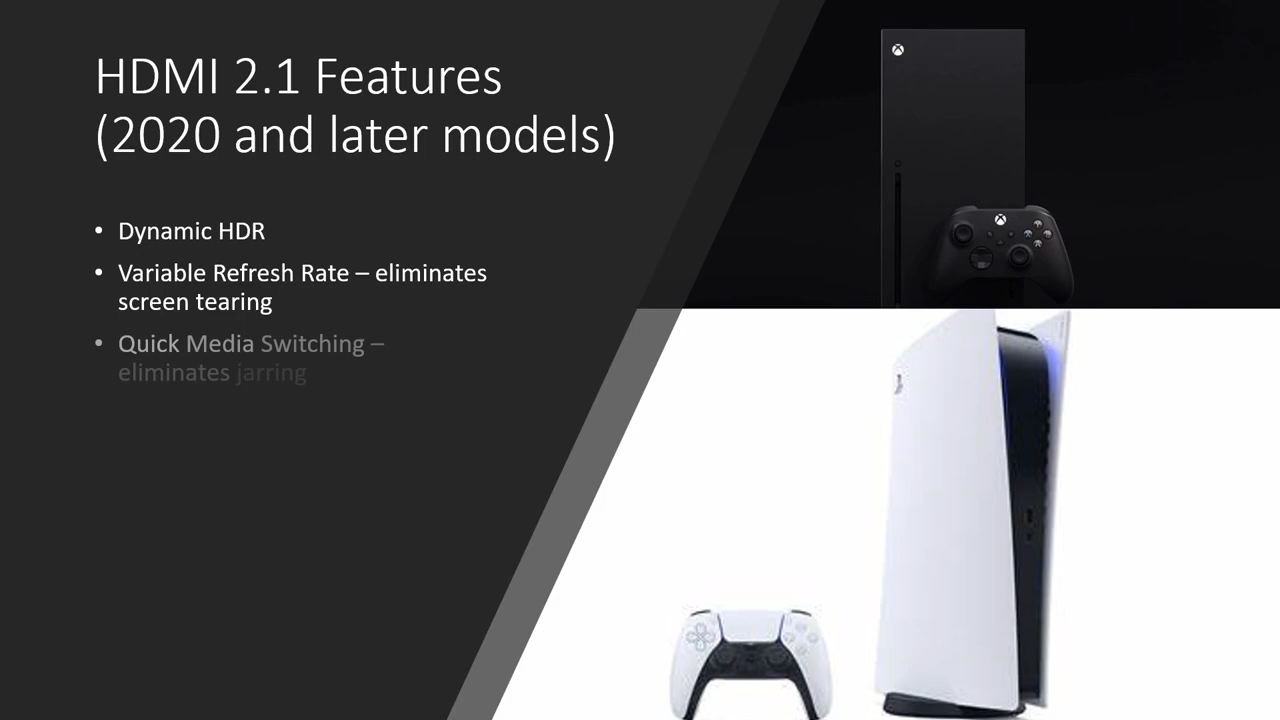 HDMI 2.1 Features
(2020 and later models)
• Dynamic HDR
• Variable Refresh Rate – eliminates
screen tearing
• Quick Media Switching –
eliminates jarring